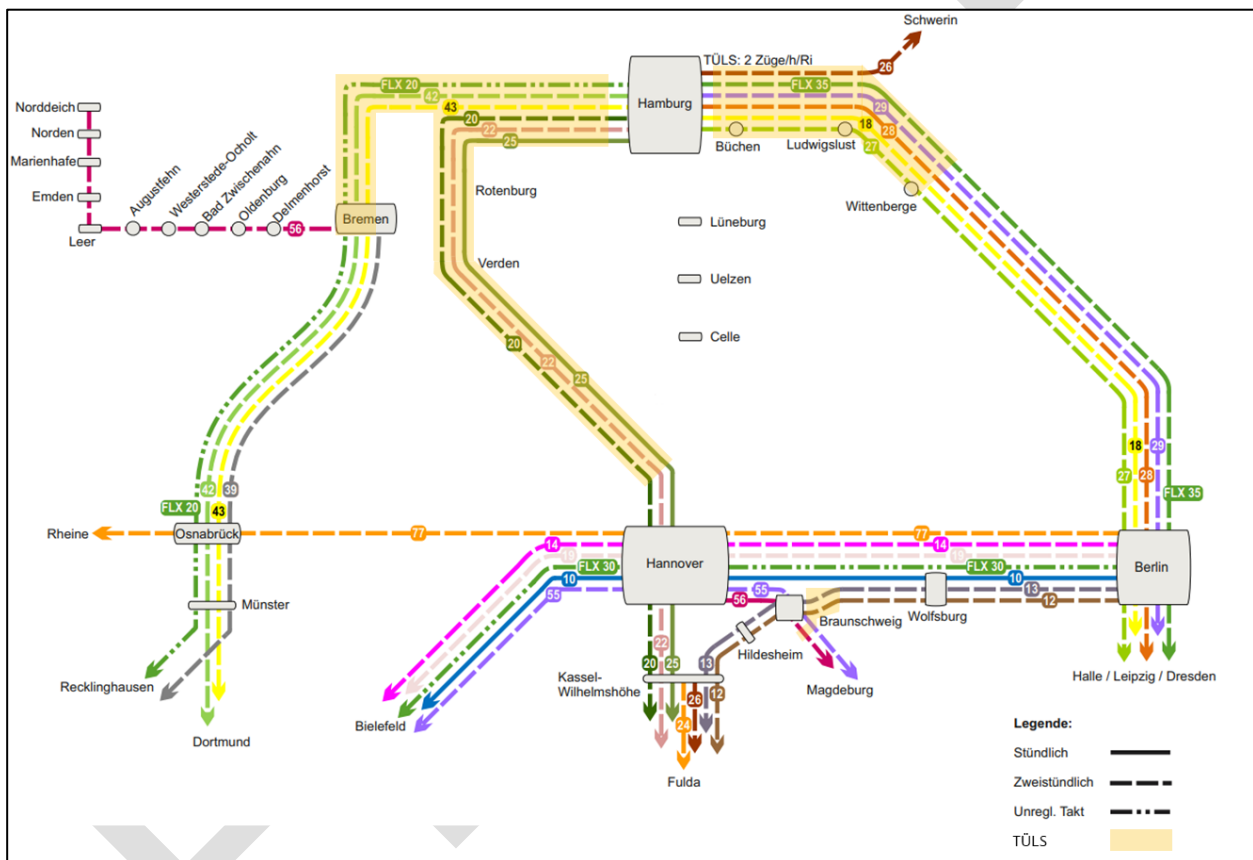 Schwerin
26
TÜLS: 2 Züge/h/Ri
FLX 20
FLX 35
42
29
Hamburg
Norddeich
43
20
18
28
22
27
Norden
25
Büchen
Ludwigslust
Marienhafe
Augustfehn
Westerstede-Ocholt
Bad Zwischenahn
Oldenburg
Delmenhorst
Rotenburg
Emden
Wittenberge
Bremen
Lüneburg
56
Leer
Verden
Uelzen
Celle
20
22
25
18
29
27
28
42
39
FLX 20
43
FLX 35
Rheine
Osnabrück
77
77
14
14
19
19
Hannover
FLX 30
FLX 30
Berlin
10
10
55
55
13
56
12
Münster
Braunschweig
Wolfsburg
Hildesheim
22
20
25
13
Kassel-
Wilhelmshöhe
26
12
Recklinghausen
Magdeburg
Halle / Leipzig / Dresden
Bielefeld
24
Dortmund
Fulda
Legende:
Stündlich
Zweistündlich
Unregl. Takt
TÜLS